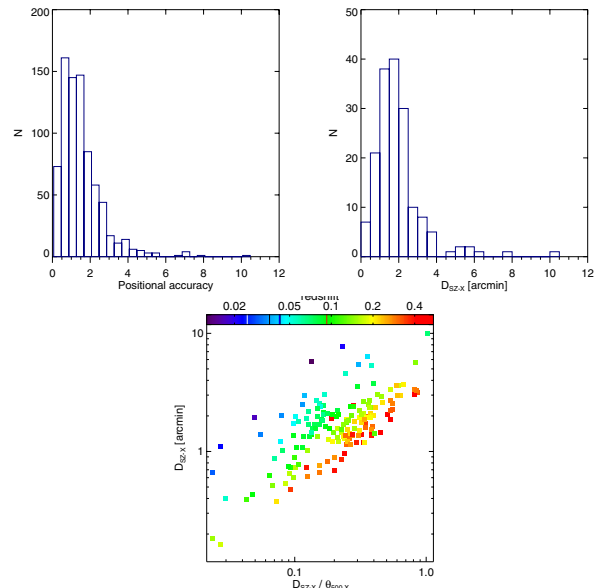 200
150
100
50
0
N
0 2 4 6 8 10 12
Positional accuracy
50
40
30
20
10
0
N
0 2 4 6 8 10 12
D_SZ-X [arcmin]
redshift
0.02 0.05 0.1 0.2 0.4
10
1
D_SZ-X [arcmin]
0.1 1.0
D_SZ-X / θ_500,X